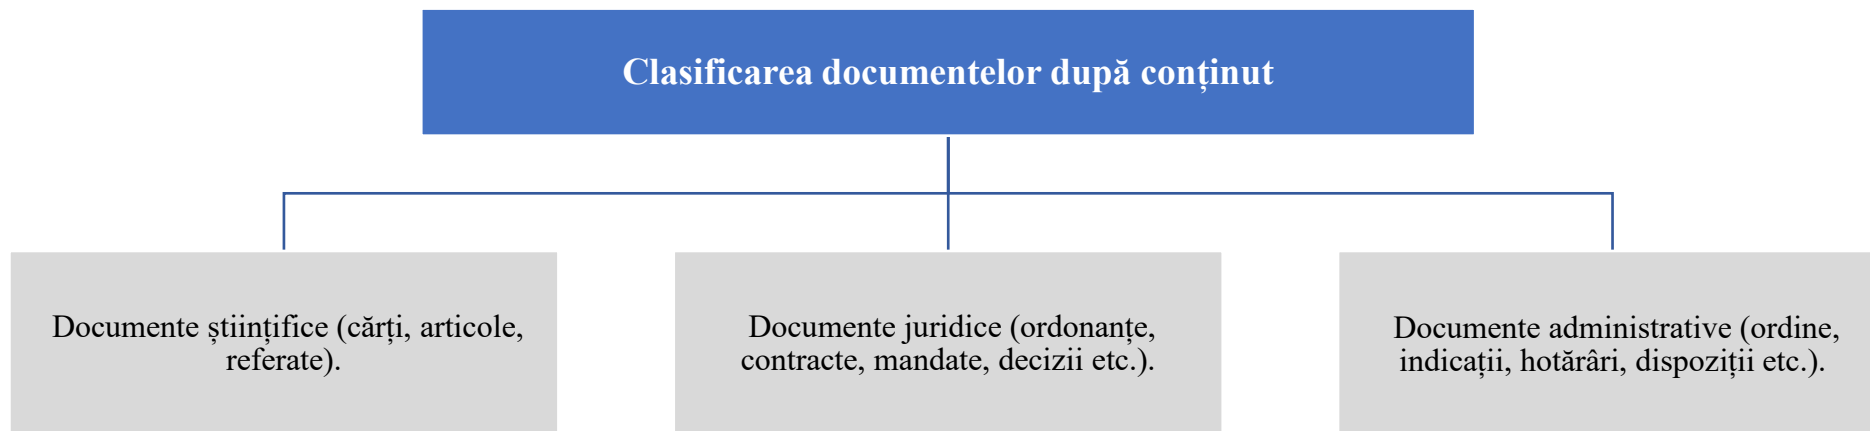 Clasificarea documentelor după conținut
Documente științifice (cărți, articole,
referate).
Documente juridice (ordonanțe,
contracte, mandate, decizii etc.).
Documente administrative (ordine,
indicații, hotărâri, dispoziții etc.).